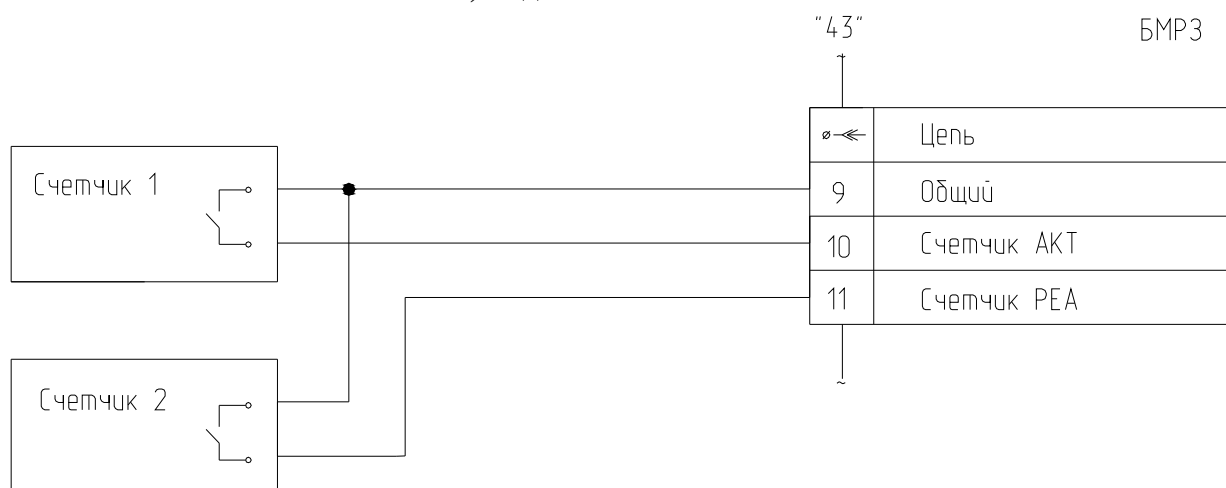 "43"
БМРЗ
Цепь
Счетчик 1
9 Общий
10 Счетчик АКТ
11 Счетчик РЕА
Счетчик 2